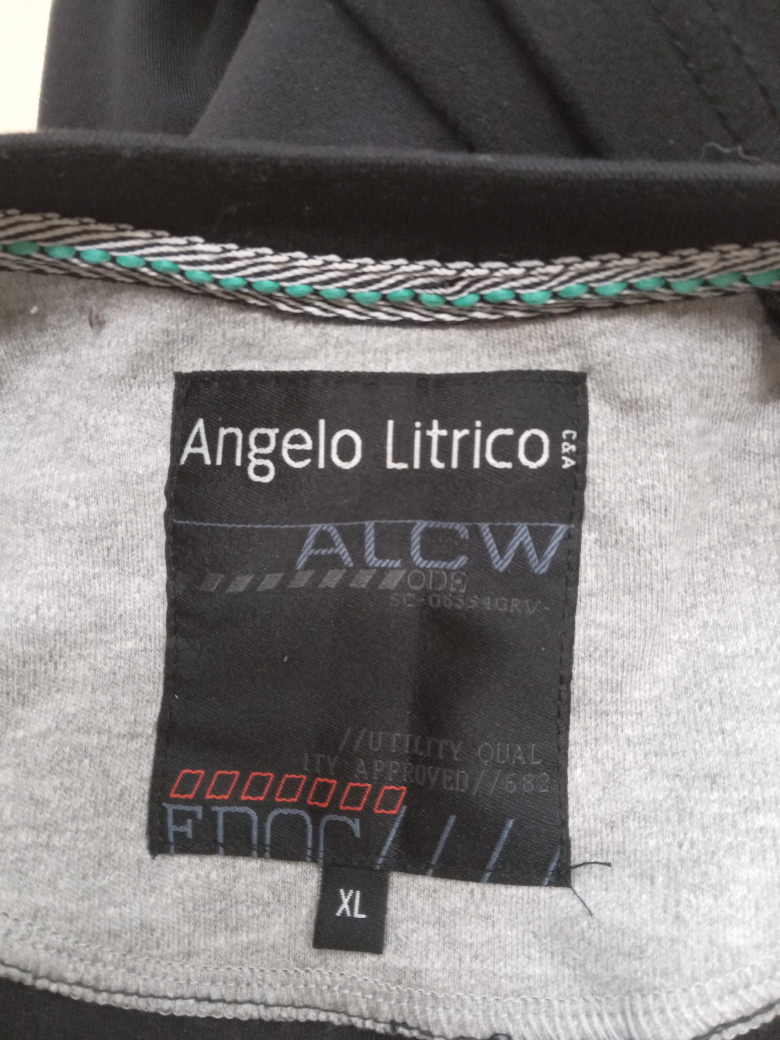 Angelo Litrico
C&A
ALCW
ODE
//UTILITY QUAL
ITY APPROVED//682
XL